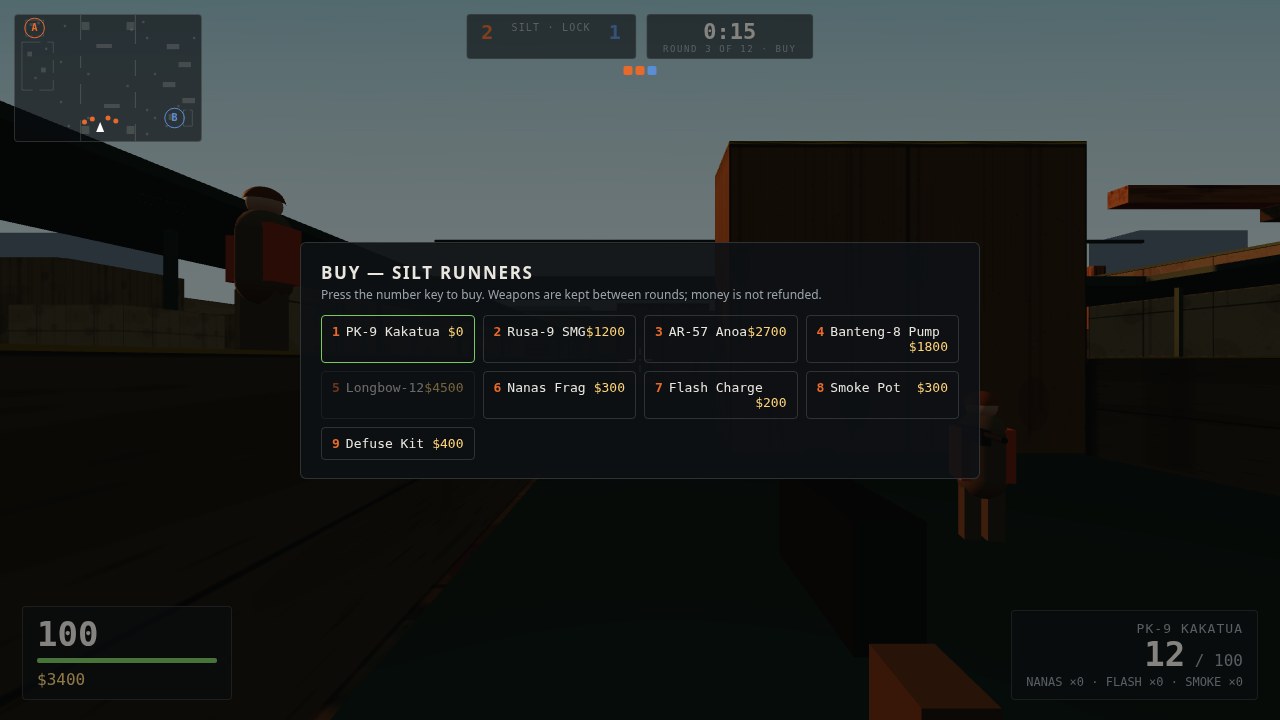 A
B
2 SILT · LOCK 1
0:15
ROUND 3 OF 12 · BUY
BUY — SILT RUNNERS
Press the number key to buy. Weapons are kept between rounds; money is not refunded.
1 PK-9 Kakatua $0
2 Rusa-9 SMG $1200
3 AR-57 Anoa $2700
4 Banteng-8 Pump
$1800
5 Longbow-12 $4500
6 Nanas Frag $300
7 Flash Charge
$200
8 Smoke Pot $300
9 Defuse Kit $400
100
$3400
PK-9 KAKATUA
12 / 100
NANAS ×0 · FLASH ×0 · SMOKE ×0